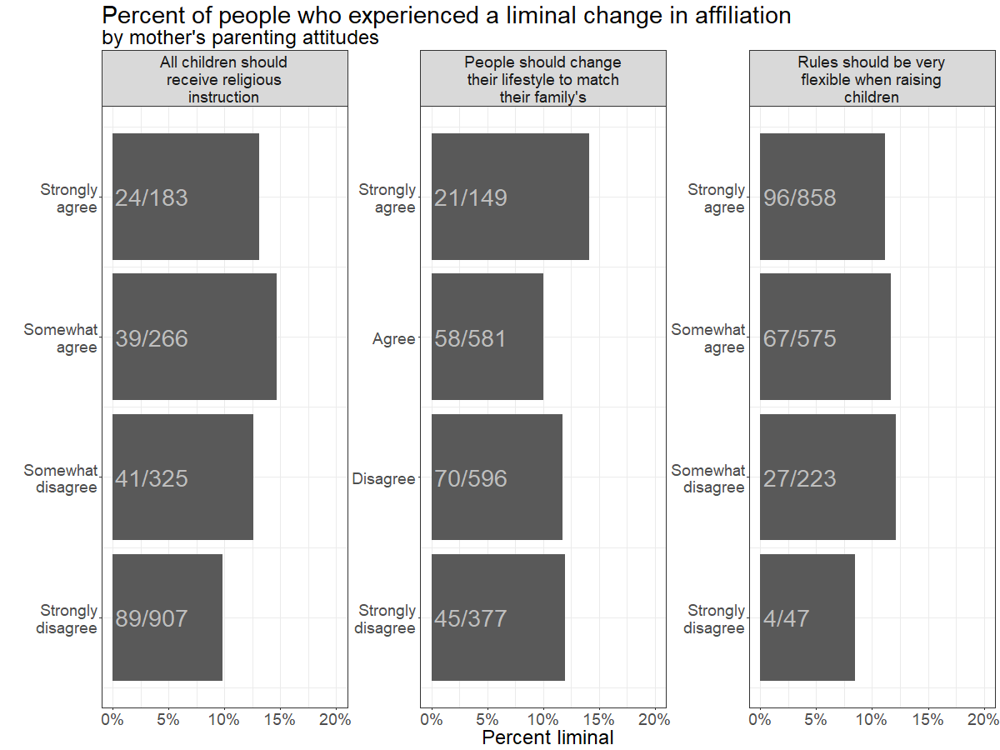 Percent of people who experienced a liminal change in affiliation
by mother's parenting attitudes
All children should
receive religious
instruction
Strongly
agree
24/183
Somewhat
agree
39/266
Somewhat
disagree
41/325
Strongly
disagree
89/907
0% 5% 10% 15% 20%
People should change
their lifestyle to match
their family's
Strongly
agree
21/149
Agree
58/581
Disagree
70/596
Strongly
disagree
45/377
0% 5% 10% 15% 20%
Rules should be very
flexible when raising
children
Strongly
agree
96/858
Somewhat
agree
67/575
Somewhat
disagree
27/223
Strongly
disagree
4/47
0% 5% 10% 15% 20%
Percent liminal